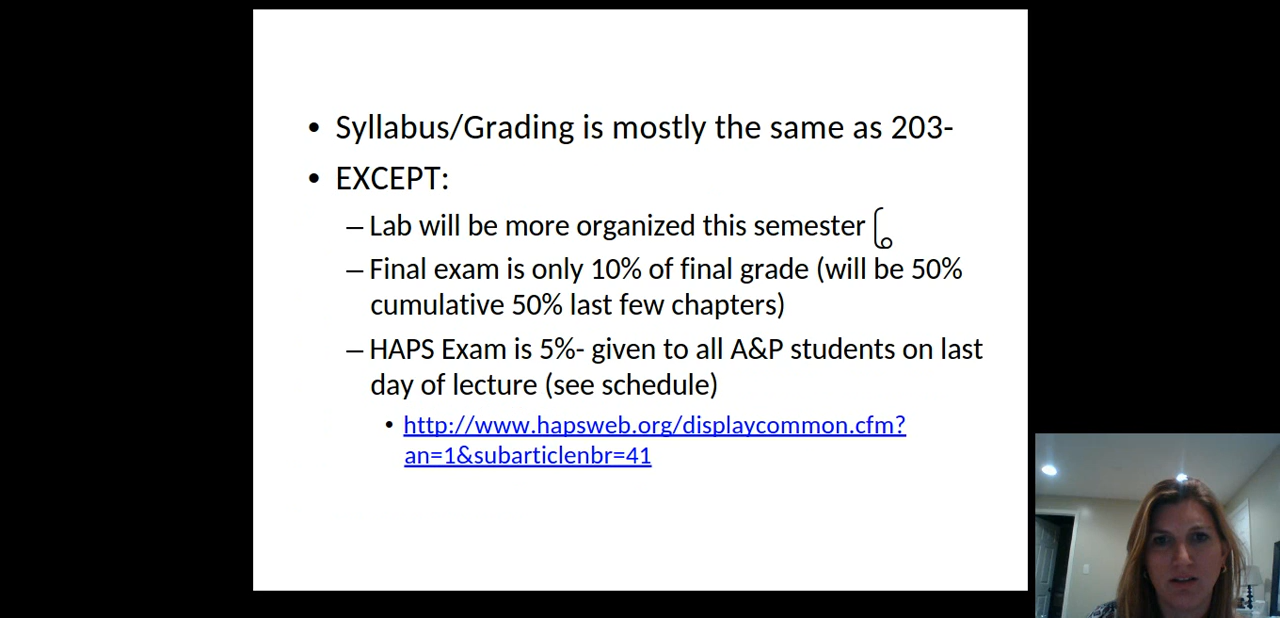 • Syllabus/Grading is mostly the same as 203-
• EXCEPT:
– Lab will be more organized this semester
– Final exam is only 10% of final grade (will be 50%
cumulative 50% last few chapters)
– HAPS Exam is 5%- given to all A&P students on last
day of lecture (see schedule)
• http://www.hapsweb.org/displaycommon.cfm?
an=1&subarticlenbr=41